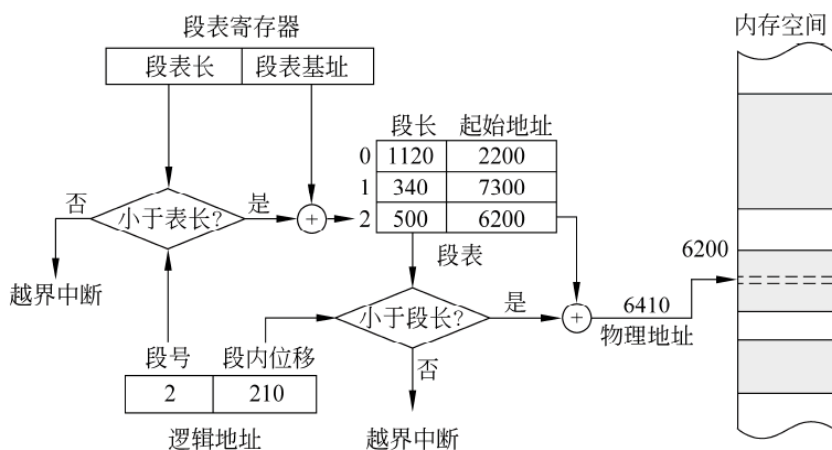 段表寄存器
内存空间
段表长 段表基址
段长 起始地址
0 1120 2200
1 340 7300
2 500 6200
否
小于表长?
是
+
段表
6200
越界中断
小于段长?
是
+
6410
物理地址
段号 段内位移
2 210
否
逻辑地址
越界中断